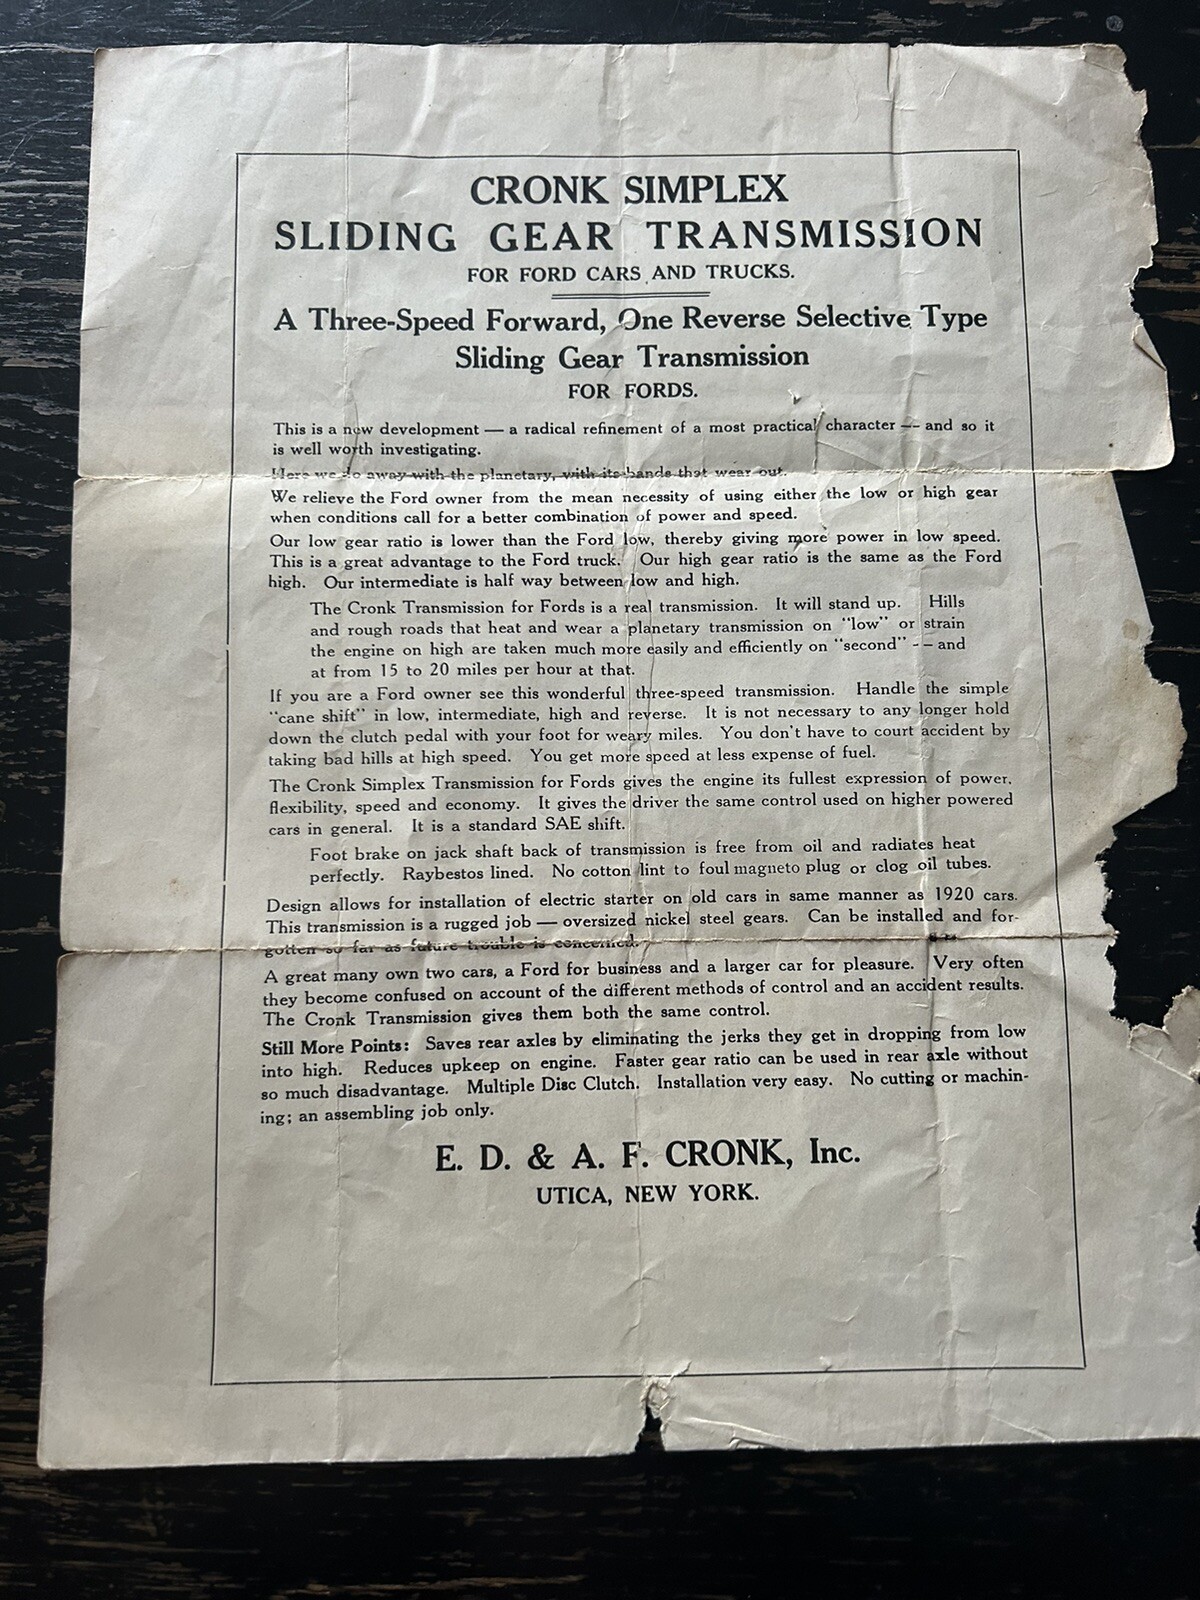 CRONK SIMPLEX
SLIDING GEAR TRANSMISSION
FOR FORD CARS AND TRUCKS.
A Three-Speed Forward, One Reverse Selective Type
Sliding Gear Transmission
FOR FORDS.
This is a new development — a radical refinement of a most practical character -- and so it
is well worth investigating.
Here we do away with the planetary, with its bands that wear out.
We relieve the Ford owner from the mean necessity of using either the low or high gear
when conditions call for a better combination of power and speed.
Our low gear ratio is lower than the Ford low, thereby giving more power in low speed.
This is a great advantage to the Ford truck. Our high gear ratio is the same as the Ford
high. Our intermediate is half way between low and high.
The Cronk Transmission for Fords is a real transmission. It will stand up. Hills
and rough roads that heat and wear a planetary transmission on "low" or strain
the engine on high are taken much more easily and efficiently on "second" -- and
at from 15 to 20 miles per hour at that.
If you are a Ford owner see this wonderful three-speed transmission. Handle the simple
"cane shift" in low, intermediate, high and reverse. It is not necessary to any longer hold
down the clutch pedal with your foot for weary miles. You don't have to court accident by
taking bad hills at high speed. You get more speed at less expense of fuel.
The Cronk Simplex Transmission for Fords gives the engine its fullest expression of power,
flexibility, speed and economy. It gives the driver the same control used on higher powered
cars in general. It is a standard SAE shift.
Foot brake on jack shaft back of transmission is free from oil and radiates heat
perfectly. Raybestos lined. No cotton lint to foul magneto plug or clog oil tubes.
Design allows for installation of electric starter on old cars in same manner as 1920 cars.
This transmission is a rugged job — oversized nickel steel gears. Can be installed and for-
gotten so far as future trouble is concerned.
A great many own two cars, a Ford for business and a larger car for pleasure. Very often
they become confused on account of the different methods of control and an accident results.
The Cronk Transmission gives them both the same control.
Still More Points: Saves rear axles by eliminating the jerks they get in dropping from low
into high. Reduces upkeep on engine. Faster gear ratio can be used in rear axle without
so much disadvantage. Multiple Disc Clutch. Installation very easy. No cutting or machin-
ing; an assembling job only.
E. D. & A. F. CRONK, Inc.
UTICA, NEW YORK.